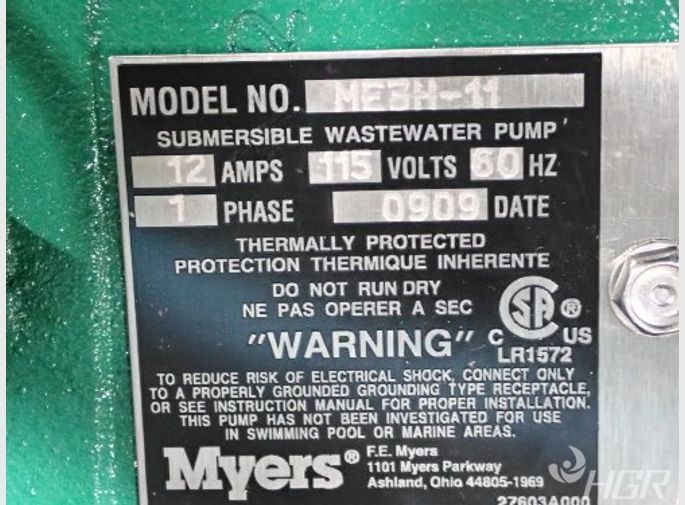 MODEL NO. ME3H-11
SUBMERSIBLE WASTEWATER PUMP
12 AMPS 115 VOLTS 60 HZ
1 PHASE 0909 DATE
THERMALLY PROTECTED
PROTECTION THERMIQUE INHERENTE
DO NOT RUN DRY
NE PAS OPERER A SEC
"WARNING"
CSA ®
C US
LR1572
TO REDUCE RISK OF ELECTRICAL SHOCK, CONNECT ONLY
TO A PROPERLY GROUNDED GROUNDING TYPE RECEPTACLE,
OR SEE INSTRUCTION MANUAL FOR PROPER INSTALLATION.
THIS PUMP HAS NOT BEEN INVESTIGATED FOR USE
IN SWIMMING POOL OR MARINE AREAS.
Myers®
F.E. Myers
1101 Myers Parkway
Ashland, Ohio 44805-1969
27603A000
HGR